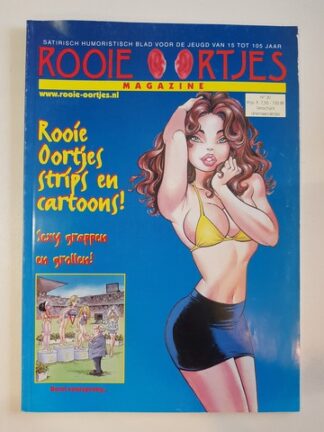 SATIRISCH HUMORISTISCH BLAD VOOR DE JEUGD VAN 15 TOT 105 JAAR
ROOIE OORTJES
MAGAZINE
www.rooie-oortjes.nl
Rooie
Oortjes
strips en
cartoons!
Sexy grappen
en grollen!